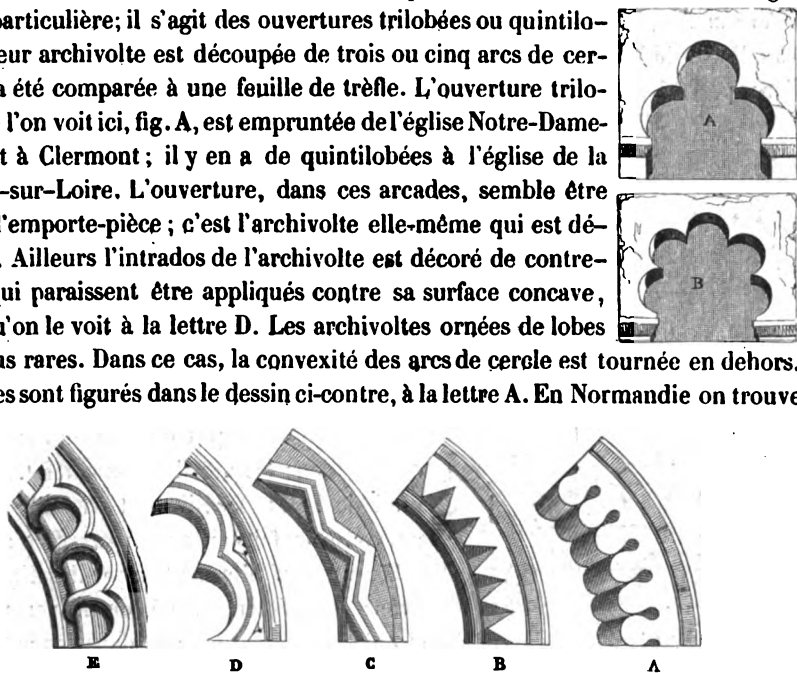 particulière; il s'agit des ouvertures trilobées ou quintilo-
eur archivolte est découpée de trois ou cinq arcs de cer-
a été comparée à une feuille de trèfle. L'ouverture trilo-
l'on voit ici, fig. A, est empruntée de l'église Notre-Dame-
t à Clermont; il y en a de quintilobées à l'église de la
-sur-Loire. L'ouverture, dans ces arcades, semble être
l'emporte-pièce; c'est l'archivolte elle-même qui est dé-
. Ailleurs l'intrados de l'archivolte est décoré de contre-
ui paraissent être appliqués contre sa surface concave,
u'on le voit à la lettre D. Les archivoltes ornées de lobes
us rares. Dans ce cas, la convexité des arcs de cercle est tournée en dehors.
es sont figurés dans le dessin ci-contre, à la lettre A. En Normandie on trouve
A
B
E D C B A